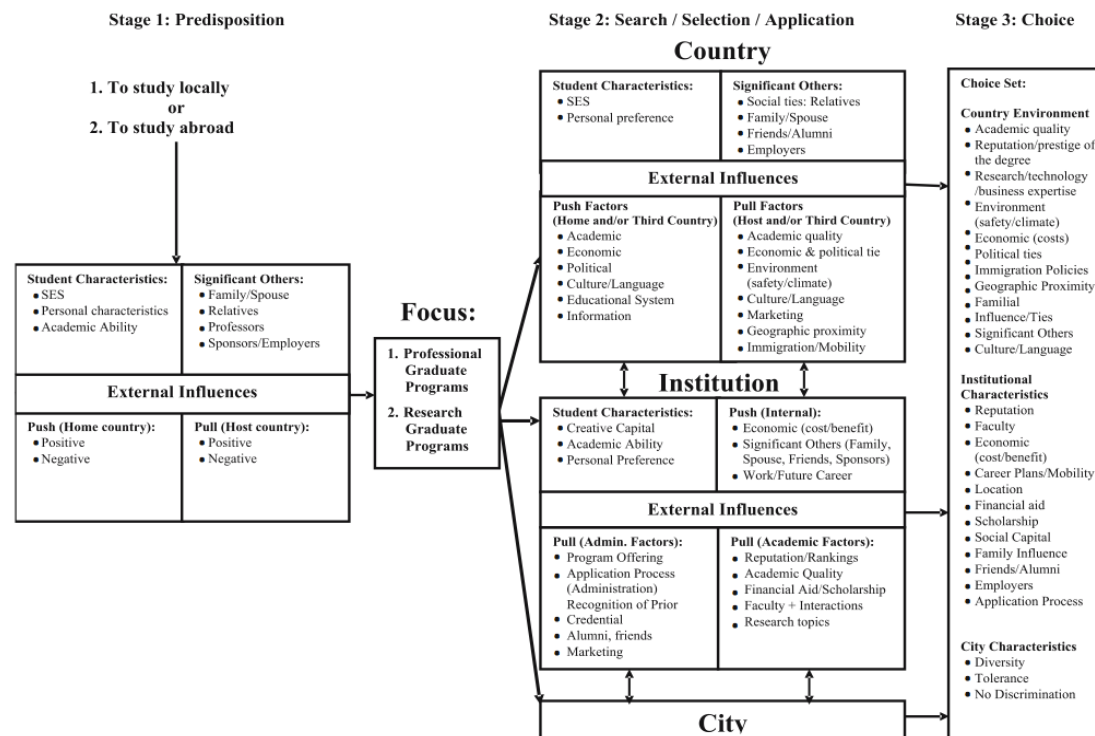 Stage 1: Predisposition
Stage 2: Search / Selection / Application
Stage 3: Choice
1. To study locally
or
2. To study abroad
Student Characteristics:
• SES
• Personal characteristics
• Academic Ability
Significant Others:
• Family/Spouse
• Relatives
• Professors
• Sponsors/Employers
External Influences
Push (Home country):
• Positive
• Negative
Pull (Host country):
• Positive
• Negative
Focus:
1. Professional
Graduate
Programs
2. Research
Graduate
Programs
Country
Student Characteristics:
• SES
• Personal preference
Significant Others:
• Social ties: Relatives
• Family/Spouse
• Friends/Alumni
• Employers
External Influences
Push Factors
(Home and/or Third Country)
• Academic
• Economic
• Political
• Culture/Language
• Educational System
• Information
Pull Factors
(Host and/or Third Country)
• Academic quality
• Economic & political tie
• Environment
(safety/climate)
• Culture/Language
• Marketing
• Geographic proximity
• Immigration/Mobility
Institution
Student Characteristics:
• Creative Capital
• Academic Ability
• Personal Preference
Push (Internal):
• Economic (cost/benefit)
• Significant Others (Family,
Spouse, Friends, Sponsors)
• Work/Future Career
External Influences
Pull (Admin. Factors):
• Program Offering
• Application Process
(Administration)
Recognition of Prior
• Credential
• Alumni, friends
• Marketing
Pull (Academic Factors):
• Reputation/Rankings
• Academic Quality
• Financial Aid/Scholarship
• Faculty + Interactions
• Research topics
City
Choice Set:
Country Environment
• Academic quality
• Reputation/prestige of
the degree
• Research/technology
/business expertise
• Environment
(safety/climate)
• Economic (costs)
• Political ties
• Immigration Policies
• Geographic Proximity
• Familial
• Influence/Ties
• Significant Others
• Culture/Language
Institutional
Characteristics
• Reputation
• Faculty
• Economic
(cost/benefit)
• Career Plans/Mobility
• Location
• Financial aid
• Scholarship
• Social Capital
• Family Influence
• Friends/Alumni
• Employers
• Application Process
City Characteristics
• Diversity
• Tolerance
• No Discrimination